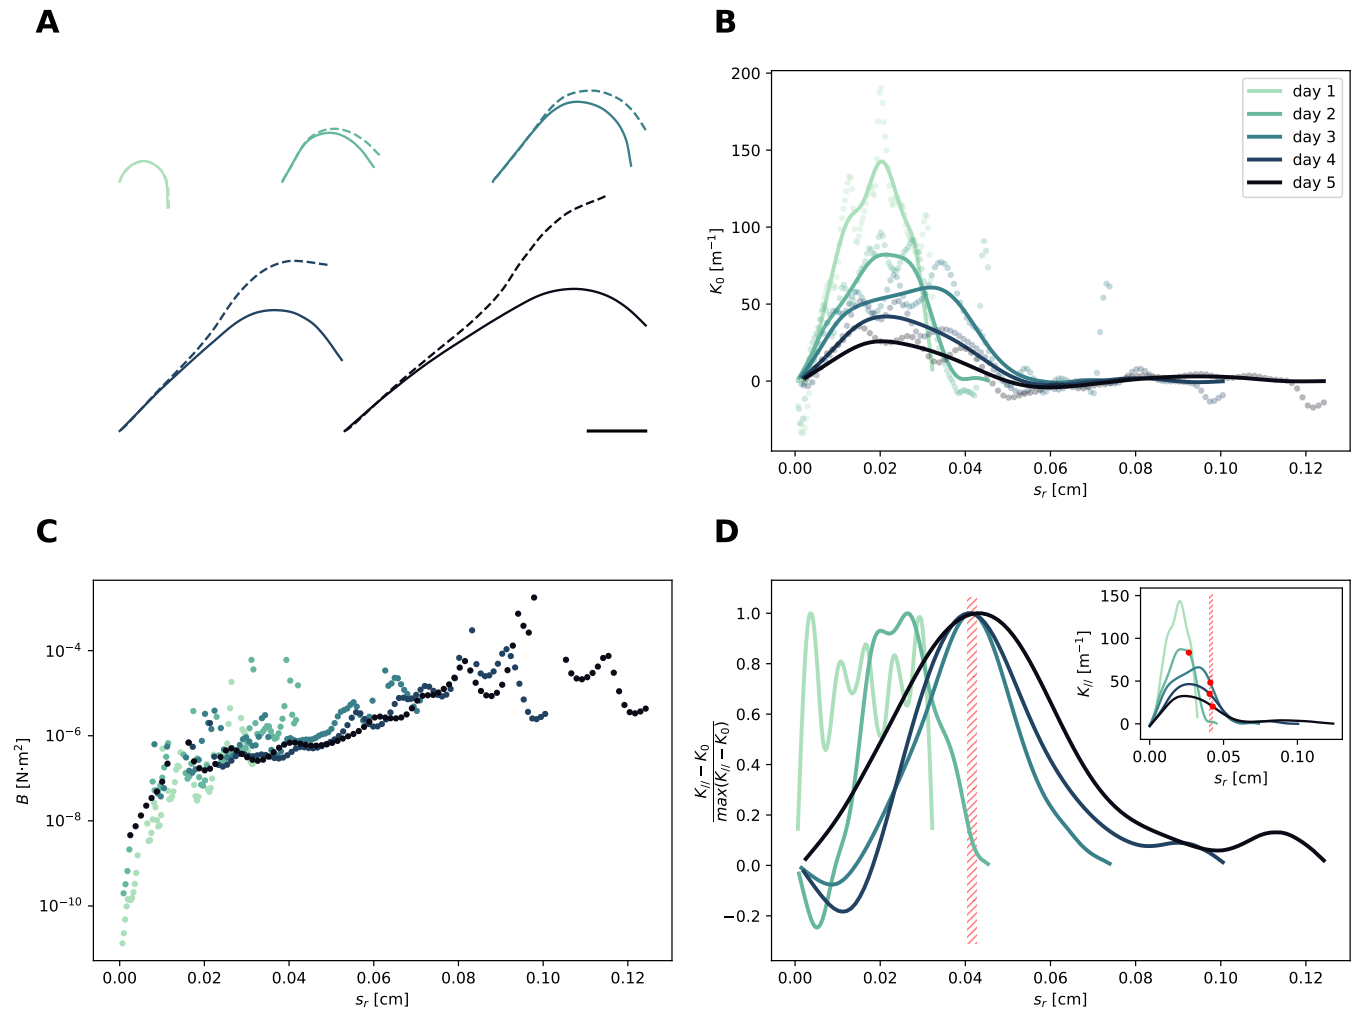 A
B
200
150
100
50
0
K₀ [m⁻¹]
day 1
day 2
day 3
day 4
day 5
0.00 0.02 0.04 0.06 0.08 0.10 0.12
sᵣ [cm]
C
10⁻⁴
10⁻⁶
10⁻⁸
10⁻¹⁰
B [N·m²]
0.00 0.02 0.04 0.06 0.08 0.10 0.12
sᵣ [cm]
D
1.0
0.8
0.6
0.4
0.2
0.0
−0.2
K// − K₀
max(K// − K₀)
0.00 0.02 0.04 0.06 0.08 0.10 0.12
sᵣ [cm]
150
100
50
0
K// [m⁻¹]
0.00 0.05 0.10
sᵣ [cm]